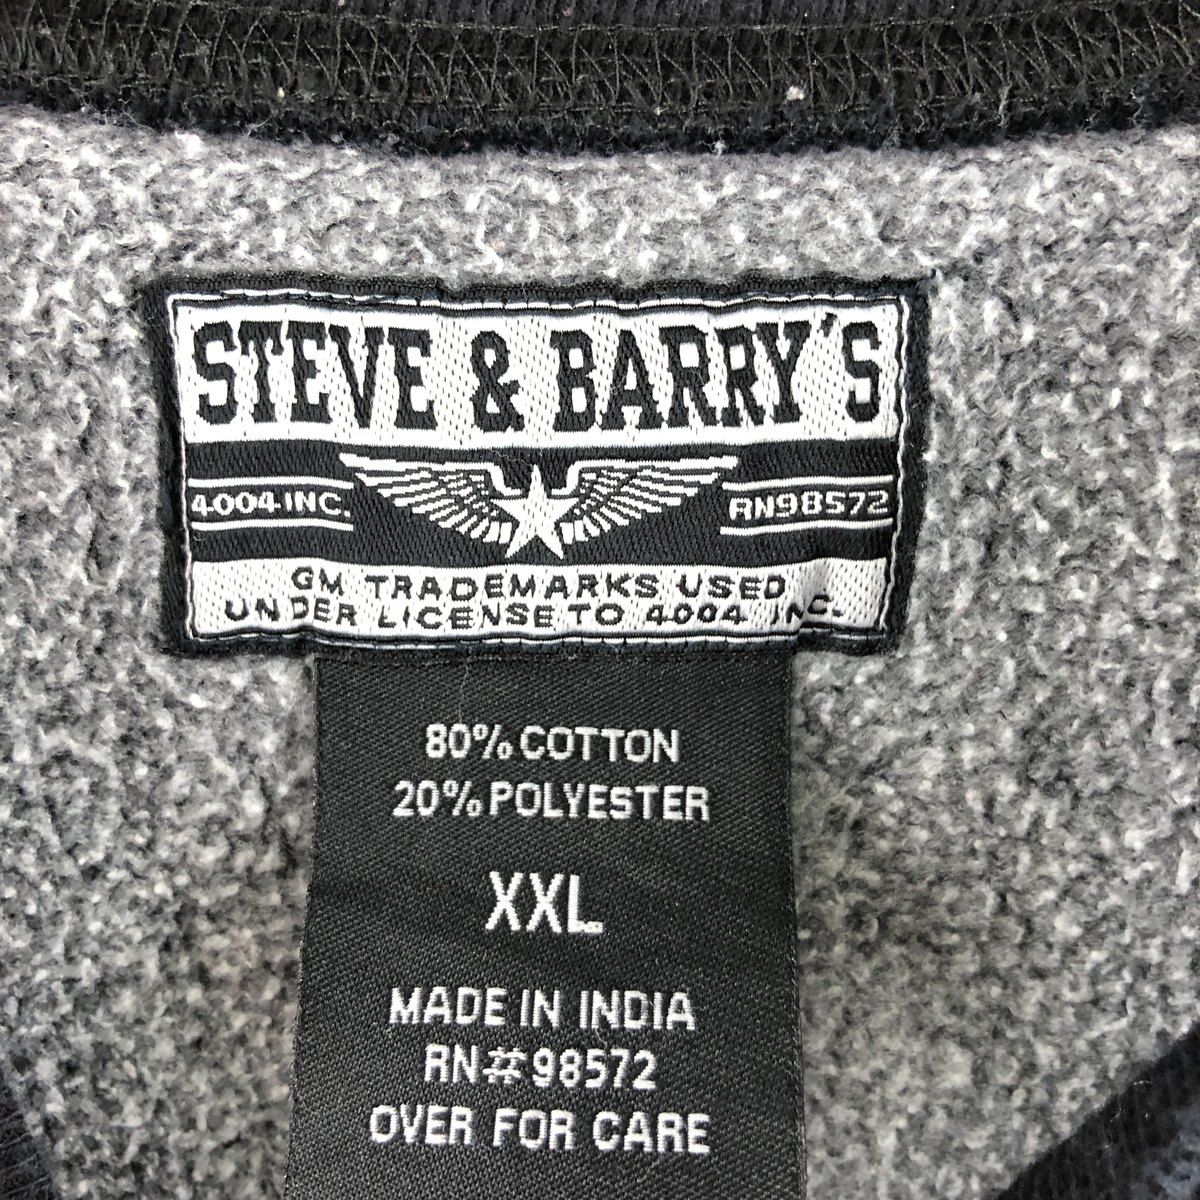 STEVE & BARRY'S
4004 INC.
RN98572
GM TRADEMARKS USED
UNDER LICENSE TO 4004 INC.
80% COTTON
20% POLYESTER
XXL
MADE IN INDIA
RN#98572
OVER FOR CARE